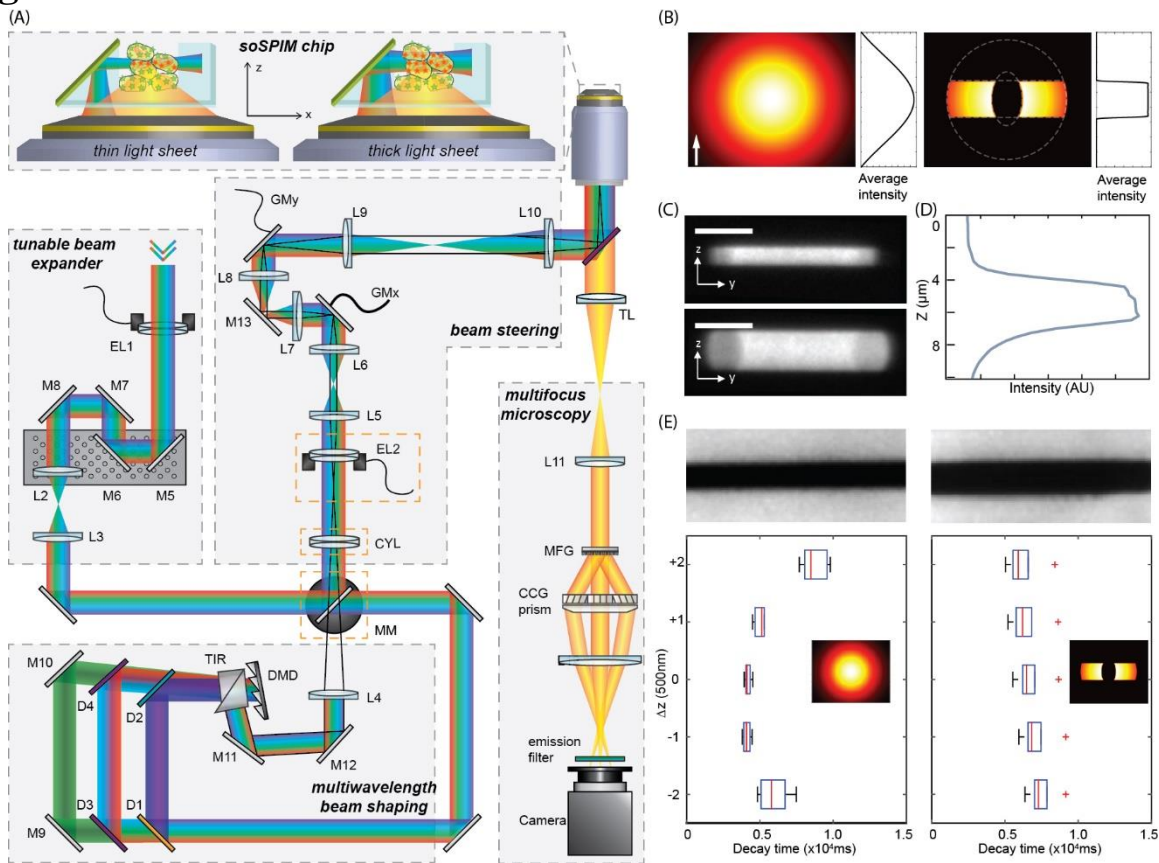 (A)
soSPIM chip
z
x
thin light sheet
thick light sheet
tunable beam
expander
EL1
M8
M7
L2
M6
M5
L3
GMy
L9
L10
L8
M13
GMx
L7
L6
beam steering
L5
EL2
CYL
MM
TL
multifocus
microscopy
L11
MFG
CCG
prism
emission
filter
Camera
M10
TIR
DMD
D4
D2
L4
M11
M12
D3
D1
M9
multiwavelength
beam shaping
(B)
Average
intensity
Average
intensity
(C)
z
y
z
y
(D)
0
4
8
Z (µm)
Intensity (AU)
(E)
+2
+1
0
-1
-2
Δz (500nm)
0
0.5
1
1.5
Decay time (x10⁴ms)
0
0.5
1
1.5
Decay time (x10⁴ms)